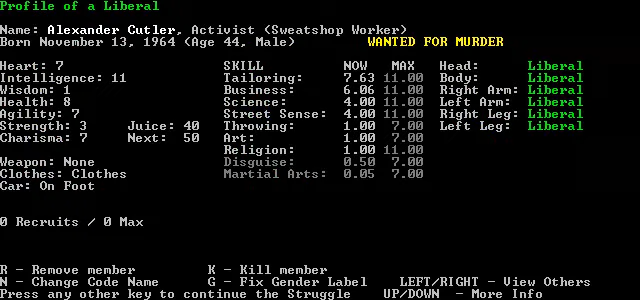 Profile of a Liberal
Name: Alexander Cutler, Activist (Sweatshop Worker)
Born November 13, 1964 (Age 44, Male) WANTED FOR MURDER
Heart: 7 SKILL NOW MAX Head: Liberal
Intelligence: 11 Tailoring: 7.63 11.00 Body: Liberal
Wisdom: 1 Business: 6.06 11.00 Right Arm: Liberal
Health: 8 Science: 4.00 11.00 Left Arm: Liberal
Agility: 7 Street Sense: 4.00 11.00 Right Leg: Liberal
Strength: 3 Juice: 40 Throwing: 1.00 7.00 Left Leg: Liberal
Charisma: 7 Next: 50 Art: 1.00 7.00
Religion: 1.00 11.00
Weapon: None Disguise: 0.50 7.00
Clothes: Clothes Martial Arts: 0.05 7.00
Car: On Foot
0 Recruits / 0 Max
R - Remove member K - Kill member
N - Change Code Name G - Fix Gender Label LEFT/RIGHT - View Others
Press any other key to continue the Struggle UP/DOWN - More Info